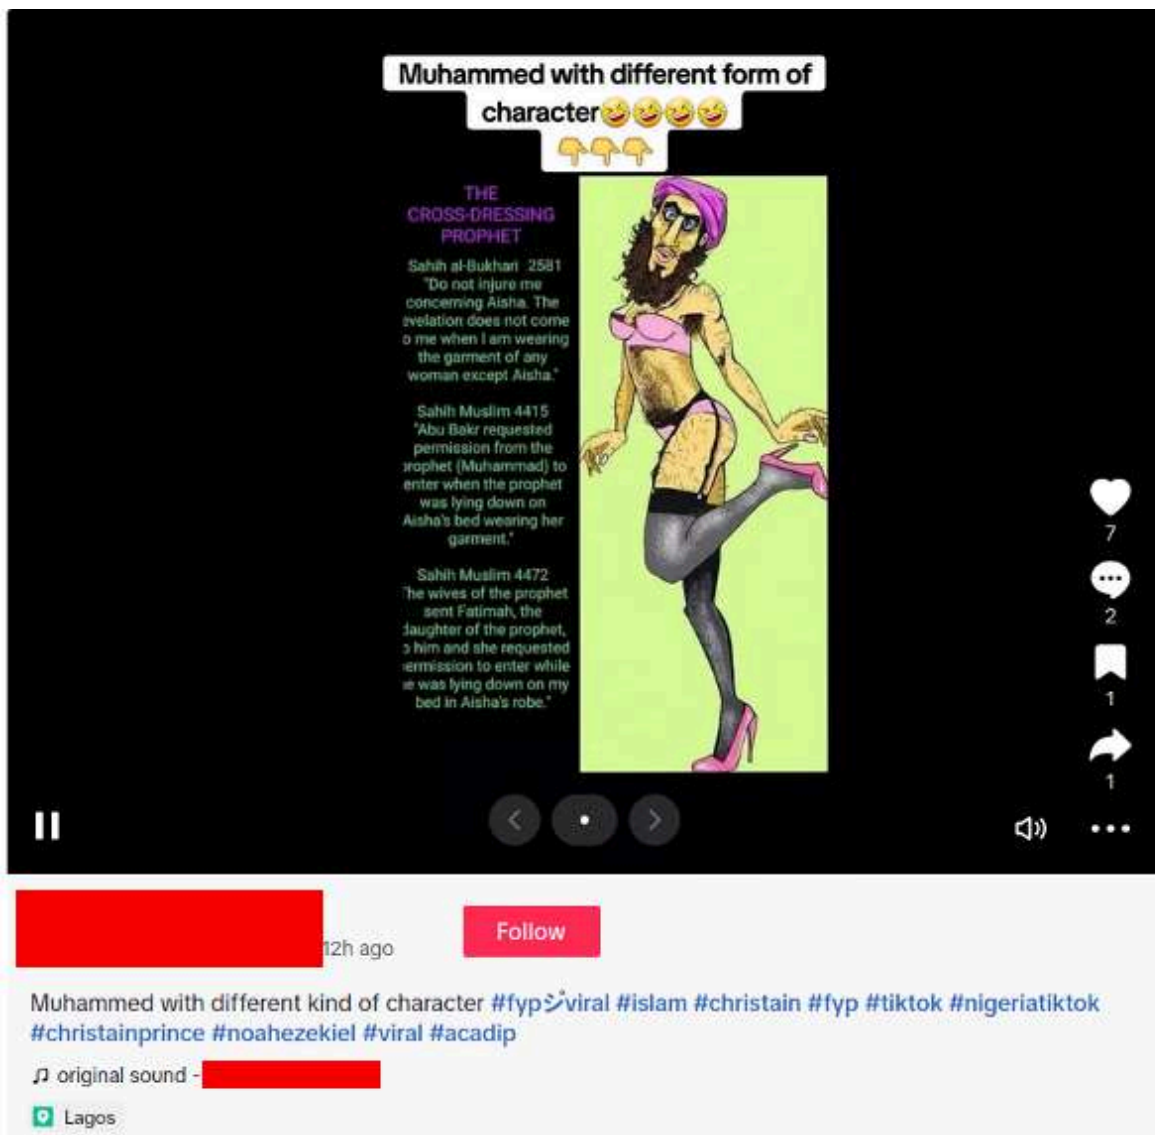 Muhammed with different form of
character🤣🤣🤣🤣
👇👇👇
THE
CROSS-DRESSING
PROPHET
Sahih al-Bukhari 2581
"Do not injure me
concerning Aisha. The
evelation does not come
o me when I am wearing
the garment of any
woman except Aisha."
Sahih Muslim 4415
"Abu Bakr requested
permission from the
prophet (Muhammad) to
enter when the prophet
was lying down on
Aisha's bed wearing her
garment."
Sahih Muslim 4472
The wives of the prophet
sent Fatimah, the
daughter of the prophet,
o him and she requested
ermission to enter while
e was lying down on my
bed in Aisha's robe."
7
2
1
1
12h ago
Follow
Muhammed with different kind of character #fypジviral #islam #christain #fyp #tiktok #nigeriatiktok
#christainprince #noahezekiel #viral #acadip
original sound -
Lagos